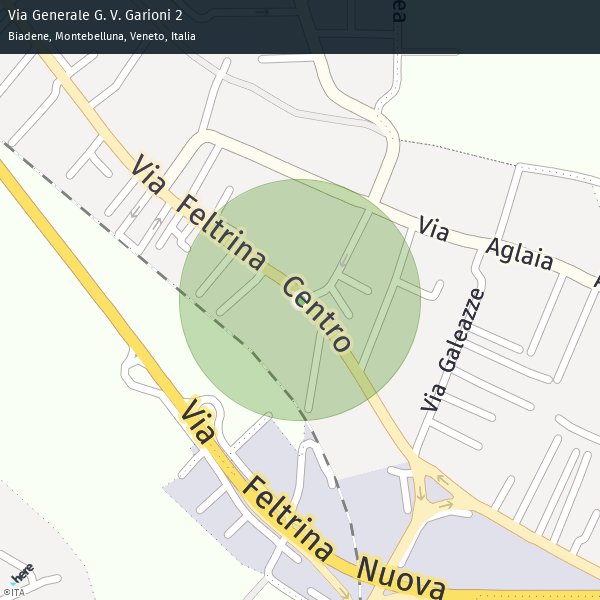 Via Generale G. V. Garioni 2
Biadene, Montebelluna, Veneto, Italia
ea
Via Feltrina Centro
Via Aglaia A
Via Galeazze
Via Feltrina Nuova
here
©ITA